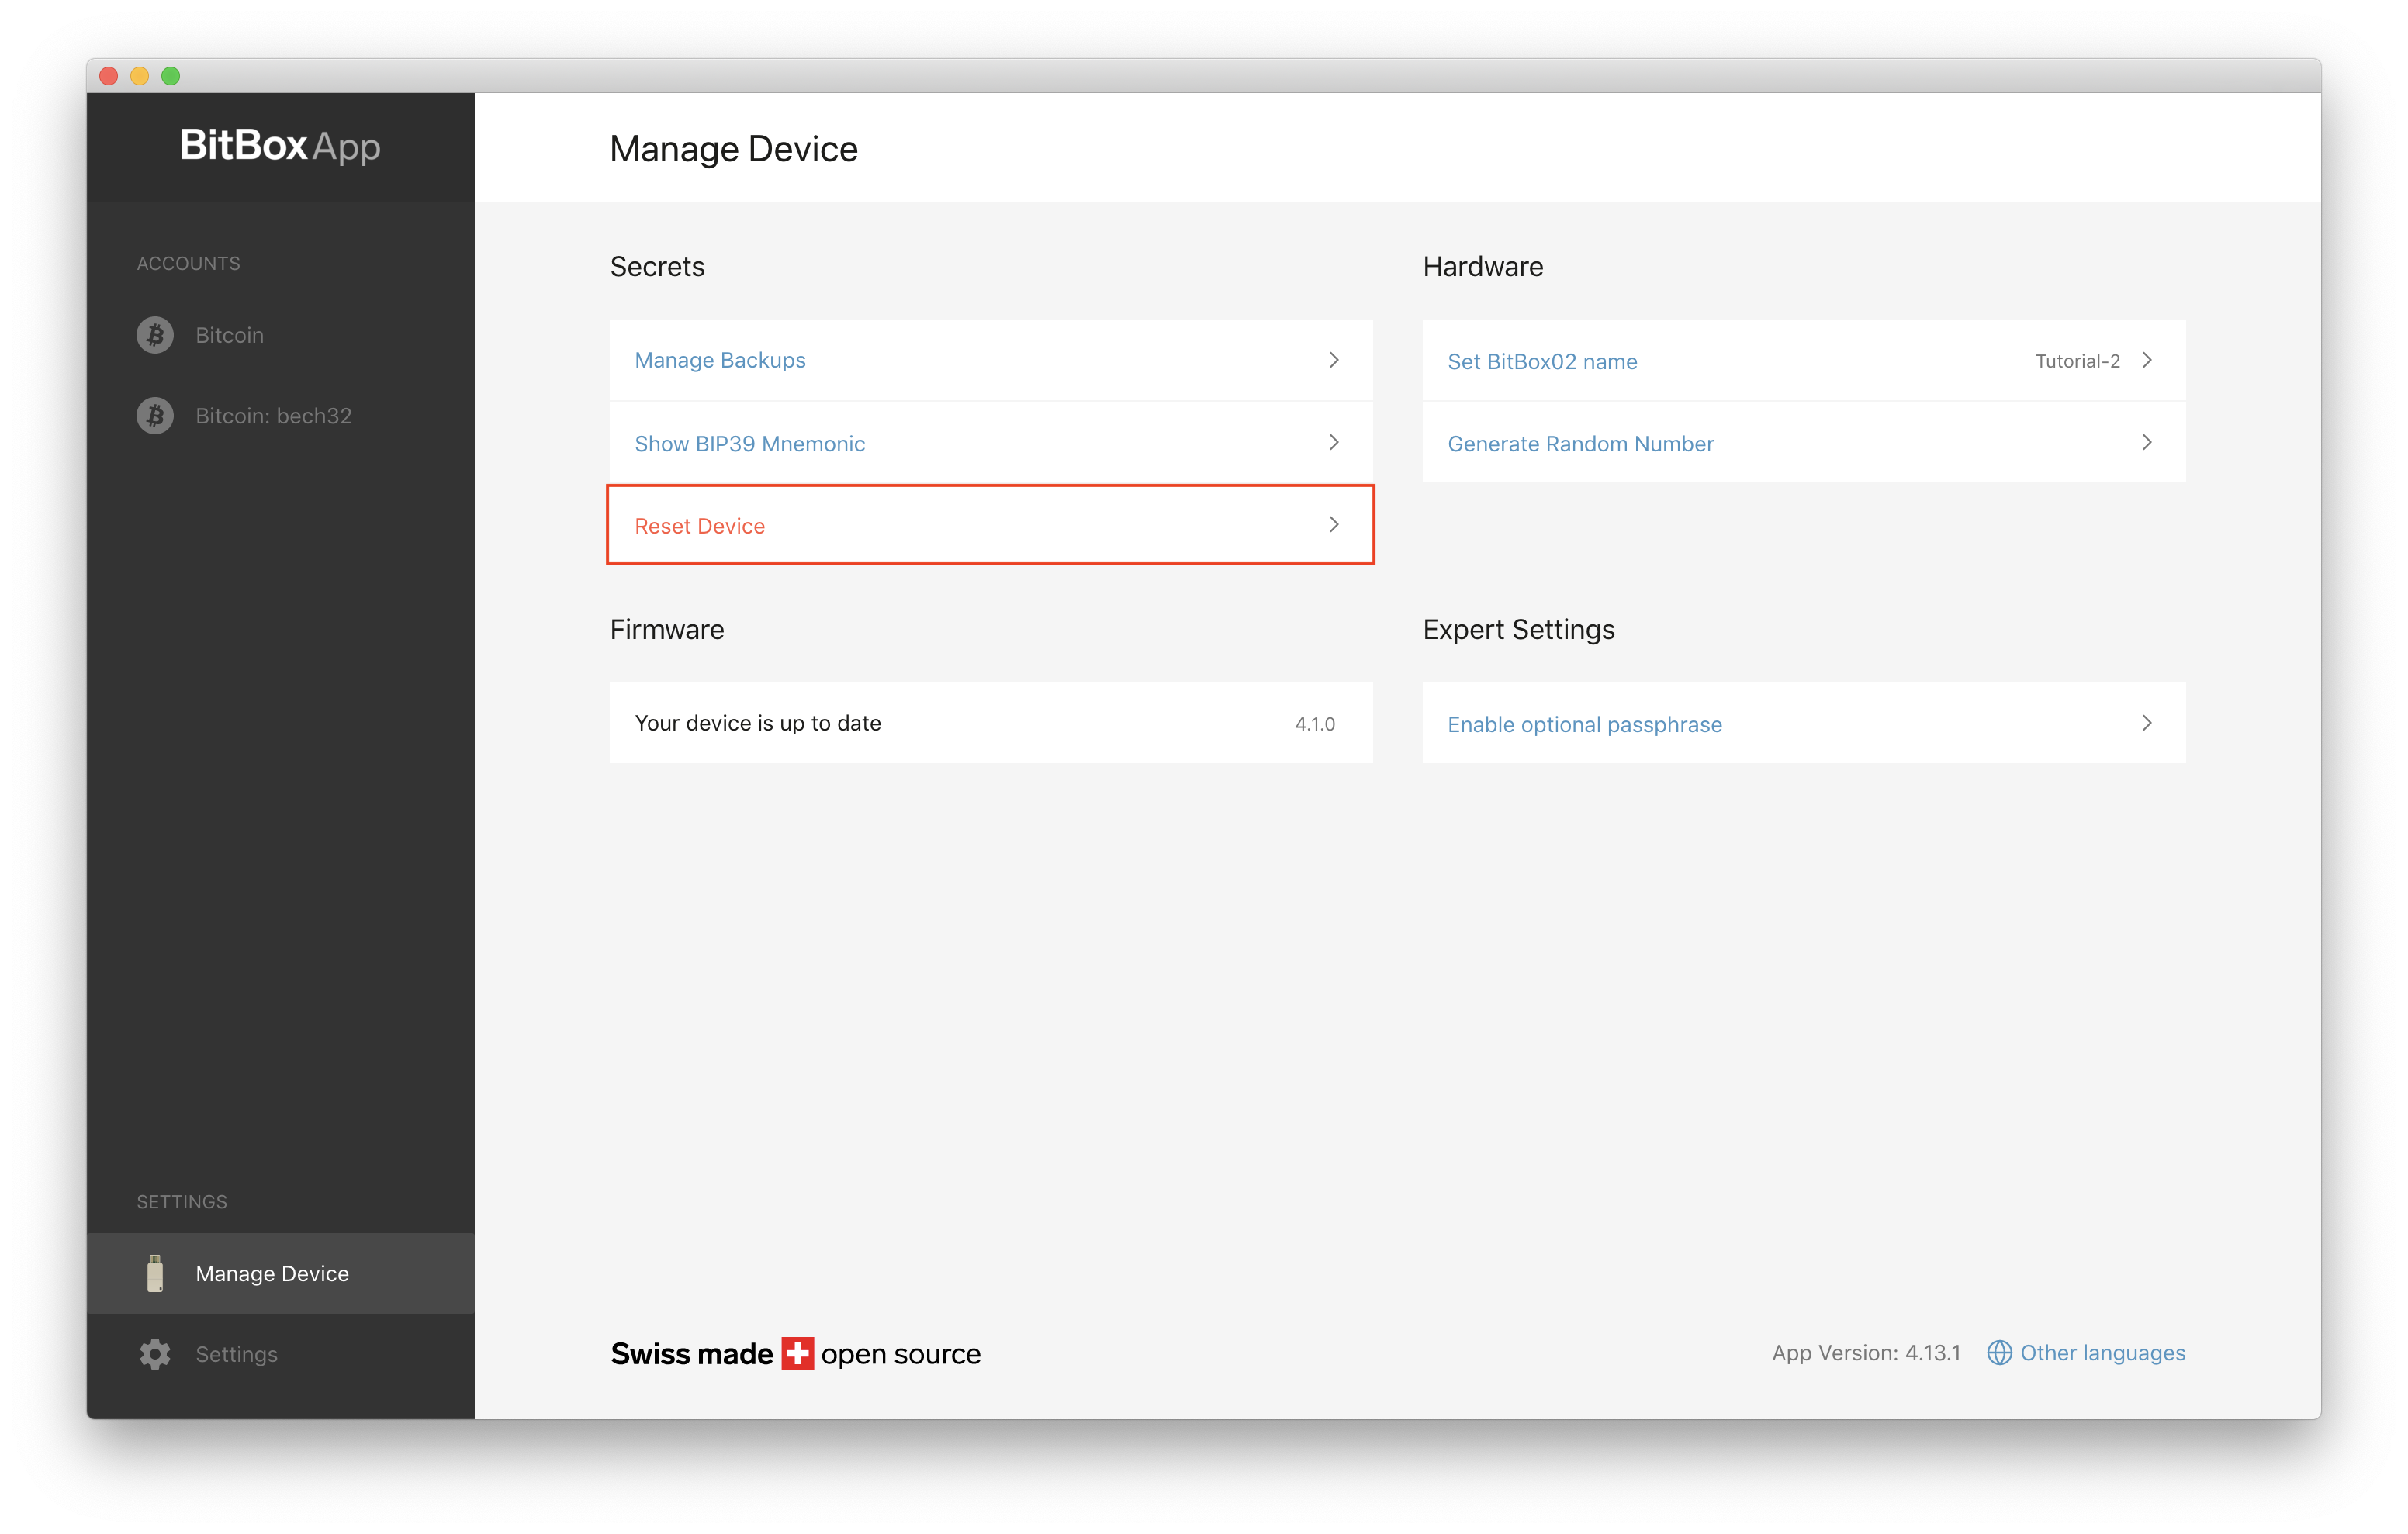 BitBox App
ACCOUNTS
Bitcoin
Bitcoin: bech32
SETTINGS
Manage Device
Settings
Manage Device
Secrets
Manage Backups
Show BIP39 Mnemonic
Reset Device
Hardware
Set BitBox02 name Tutorial-2
Generate Random Number
Firmware
Your device is up to date 4.1.0
Expert Settings
Enable optional passphrase
Swiss made open source
App Version: 4.13.1 Other languages